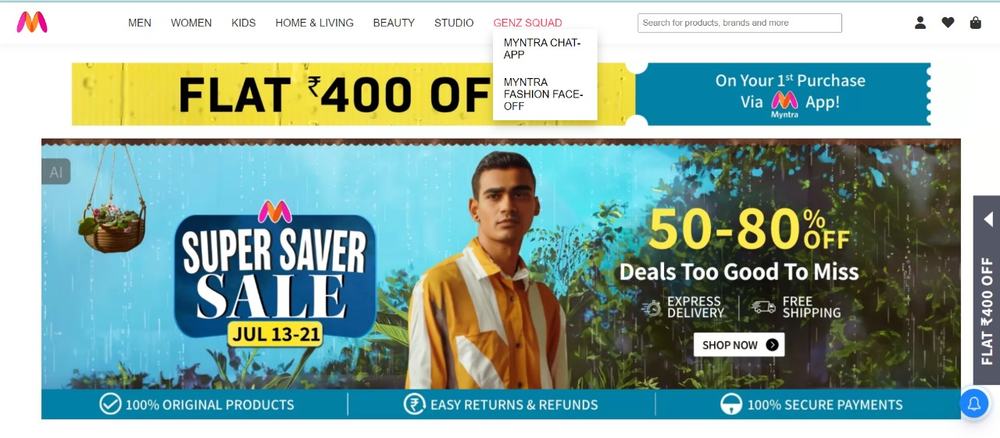 MEN WOMEN KIDS HOME & LIVING BEAUTY STUDIO GENZ SQUAD
Search for products, brands and more
MYNTRA CHAT-
APP
MYNTRA
FASHION FACE-
OFF
FLAT ₹400 OF
On Your 1st Purchase
Via Myntra App!
AI
SUPER SAVER
SALE
JUL 13-21
50-80% OFF
Deals Too Good To Miss
EXPRESS
DELIVERY
FREE
SHIPPING
SHOP NOW
FLAT ₹400 OFF
100% ORIGINAL PRODUCTS
EASY RETURNS & REFUNDS
100% SECURE PAYMENTS